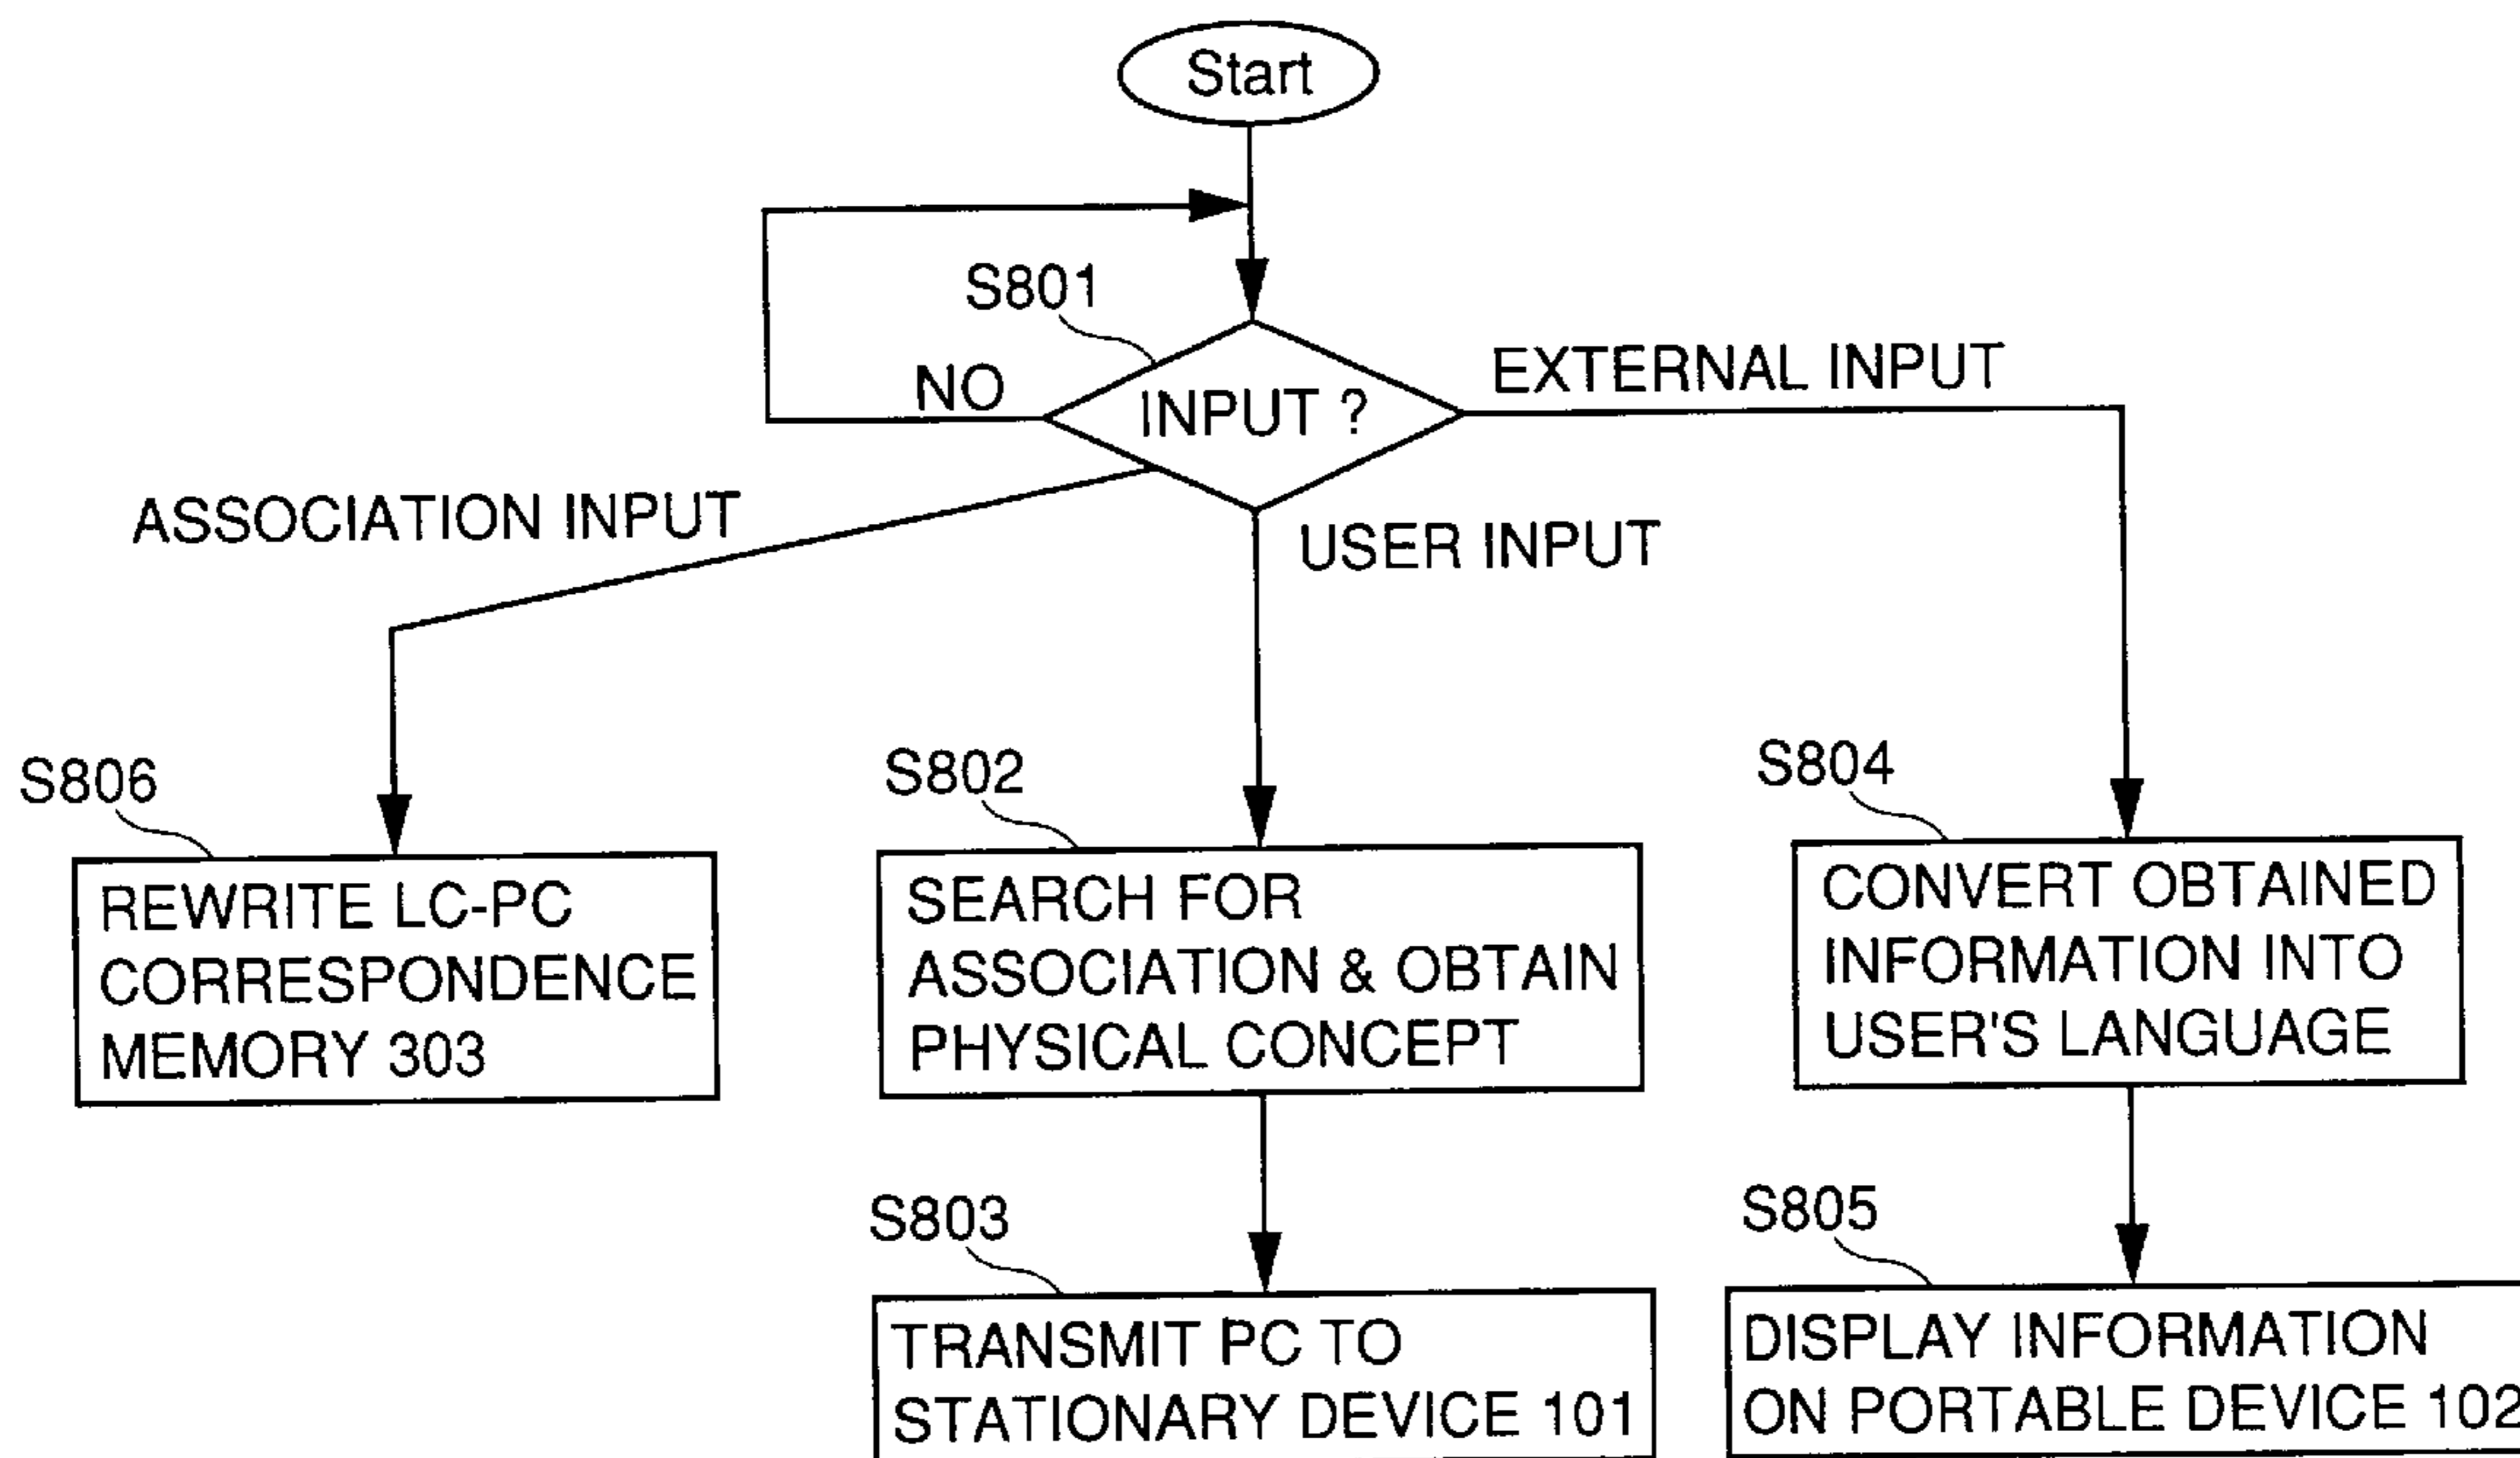 Start
S801
NO
INPUT ?
EXTERNAL INPUT
ASSOCIATION INPUT
USER INPUT
S806
REWRITE LC-PC
CORRESPONDENCE
MEMORY 303
S802
SEARCH FOR
ASSOCIATION & OBTAIN
PHYSICAL CONCEPT
S804
CONVERT OBTAINED
INFORMATION INTO
USER'S LANGUAGE
S803
TRANSMIT PC TO
STATIONARY DEVICE 101
S805
DISPLAY INFORMATION
ON PORTABLE DEVICE 102